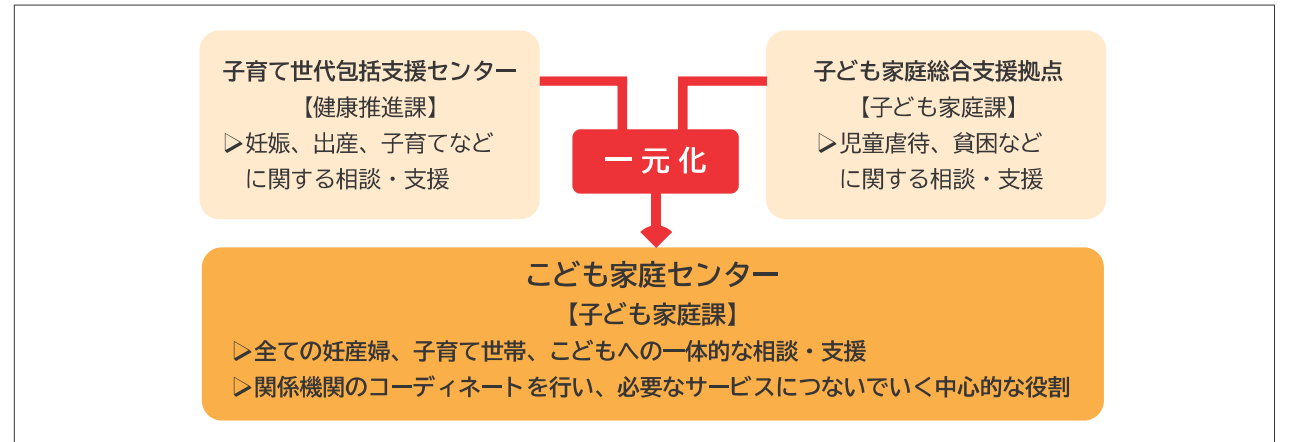 子育て世代包括支援センター
【健康推進課】
▷妊娠、出産、子育てなど
に関する相談・支援
子ども家庭総合支援拠点
【子ども家庭課】
▷児童虐待、貧困など
に関する相談・支援
一元化
こども家庭センター
【子ども家庭課】
▷全ての妊産婦、子育て世帯、こどもへの一体的な相談・支援
▷関係機関のコーディネートを行い、必要なサービスにつないでいく中心的な役割